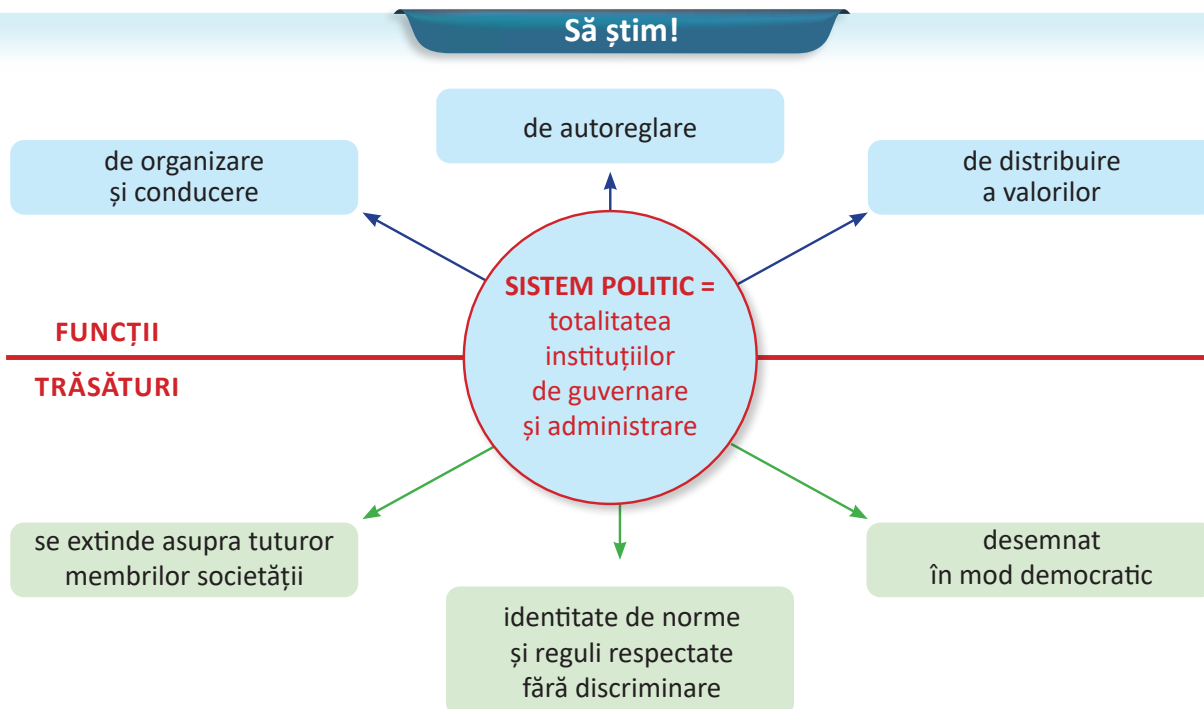 Să știm!
de autoreglare
de organizare
și conducere
de distribuire
a valorilor
SISTEM POLITIC =
totalitatea
instituțiilor
de guvernare
și administrare
FUNCȚII
TRĂSĂTURI
se extinde asupra tuturor
membrilor societății
identitate de norme
și reguli respectate
fără discriminare
desemnat
în mod democratic